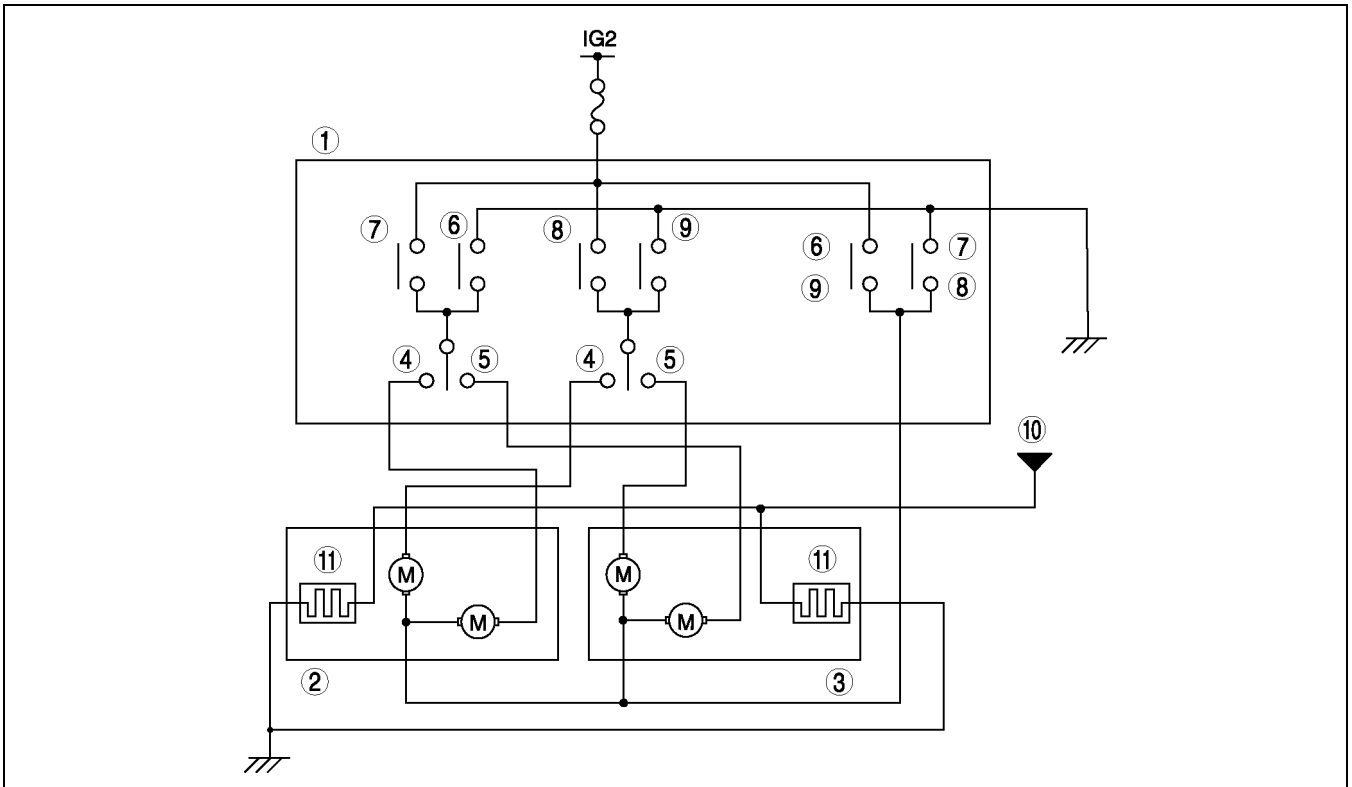 IG2
①
⑦ ⑥ ⑧ ⑨ ⑥ ⑦
⑨ ⑧
④ ⑤ ④ ⑤
⑩
⑪ M M ⑪
M M
② ③